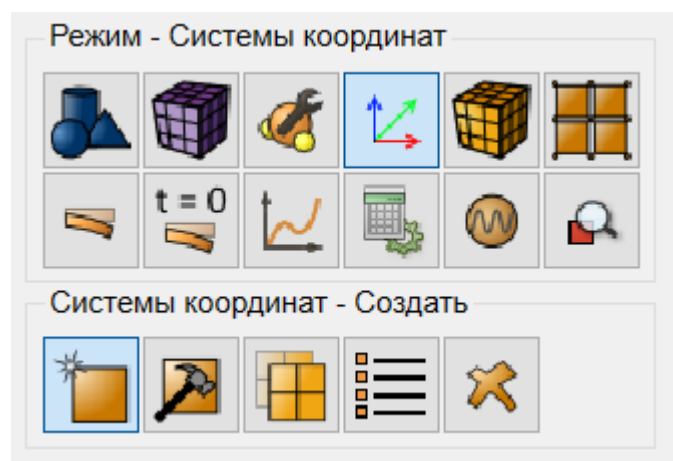 Режим - Системы координат
t = 0
Системы координат - Создать